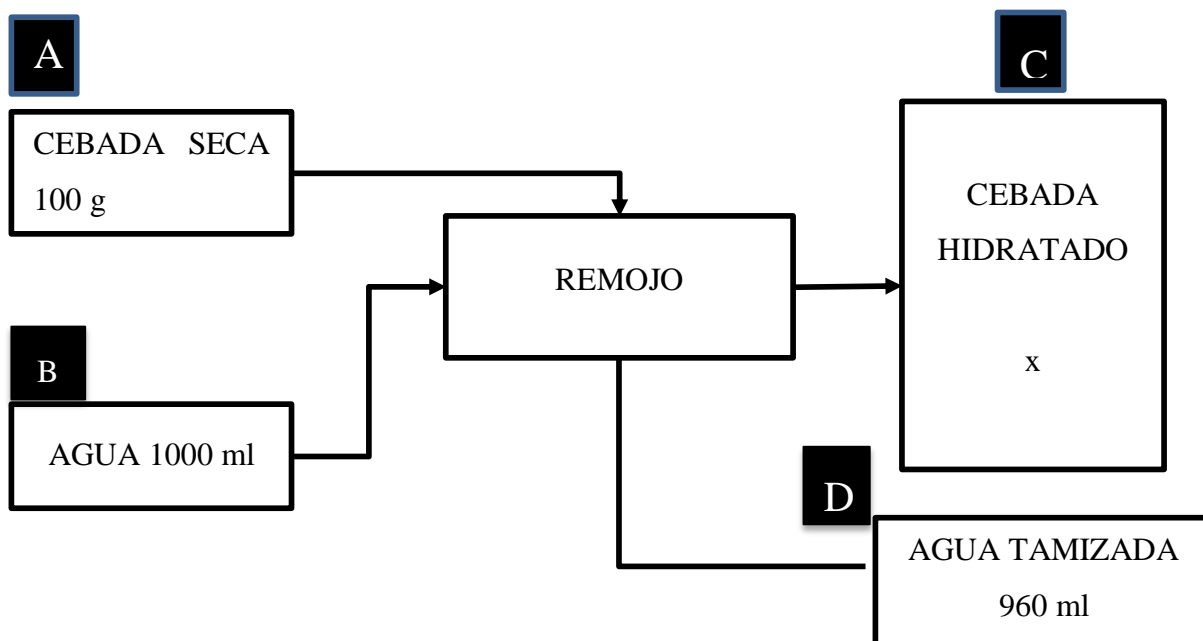 A
CEBADA SECA
100 g
B
AGUA 1000 ml
REMOJO
C
CEBADA
HIDRATADO
x
D
AGUA TAMIZADA
960 ml